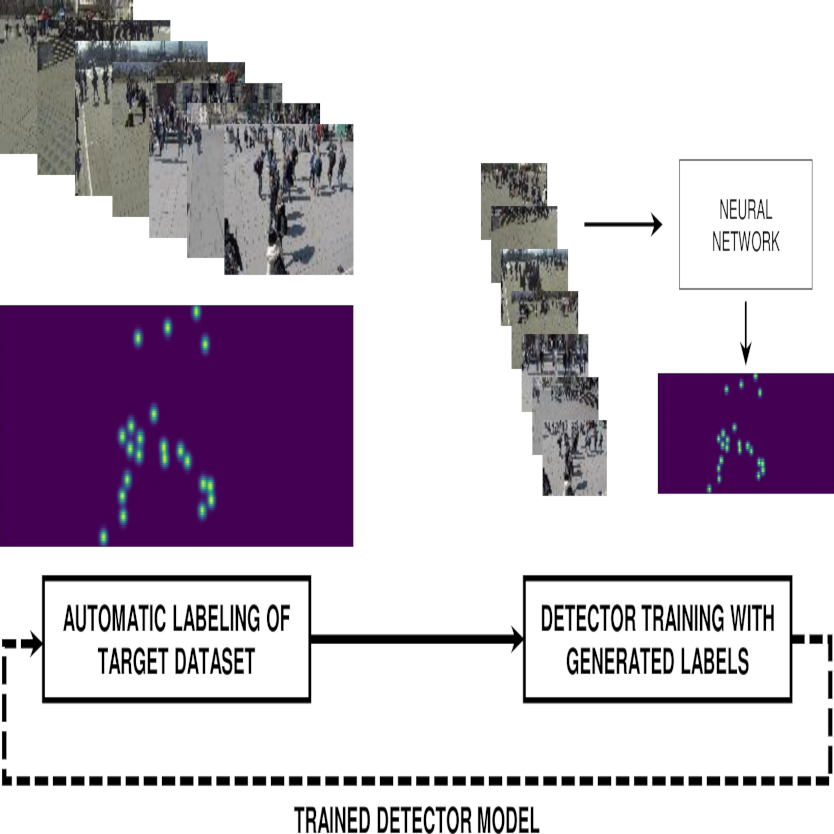 NEURAL
NETWORK
AUTOMATIC LABELING OF
TARGET DATASET
DETECTOR TRAINING WITH
GENERATED LABELS
TRAINED DETECTOR MODEL